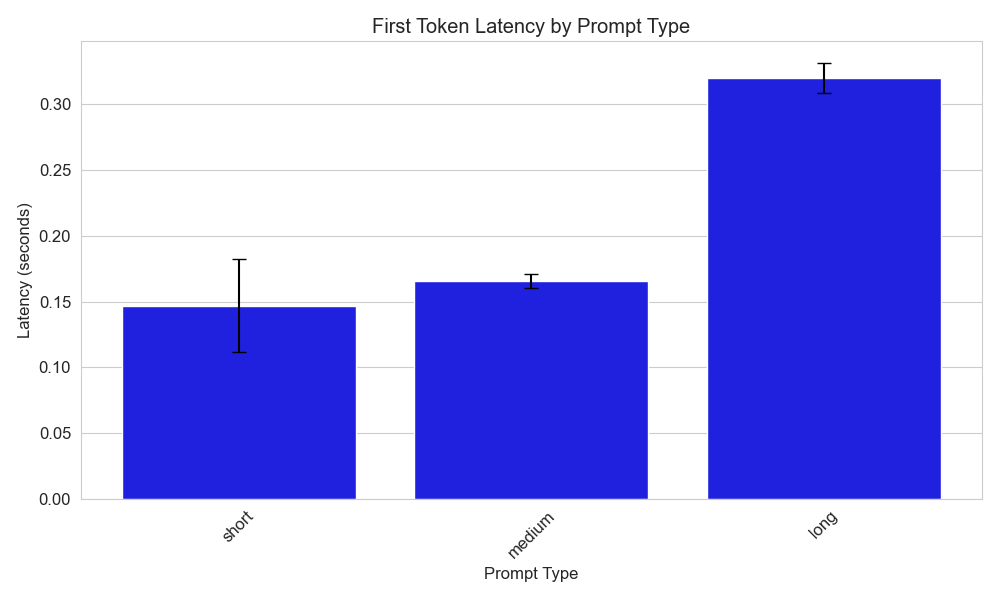 First Token Latency by Prompt Type
Latency (seconds)
0.30
0.25
0.20
0.15
0.10
0.05
0.00
short
medium
long
Prompt Type